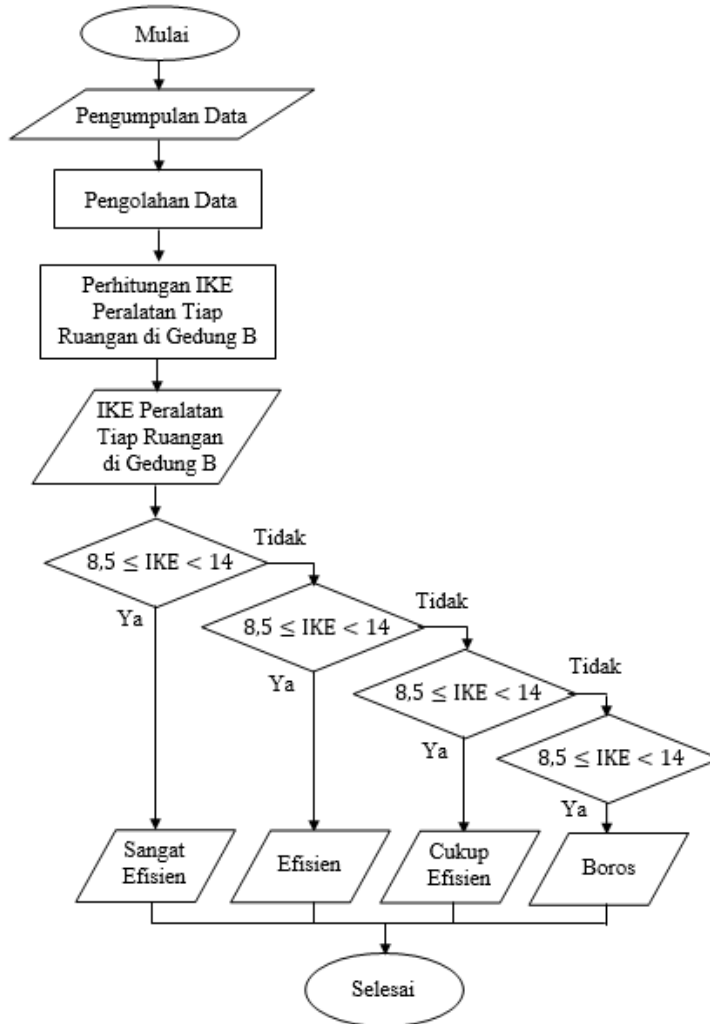 Mulai
Pengumpulan Data
Pengolahan Data
Perhitungan IKE
Peralatan Tiap
Ruangan di Gedung B
IKE Peralatan
Tiap Ruangan
di Gedung B
8,5 ≤ IKE < 14
Tidak
Ya
8,5 ≤ IKE < 14
Tidak
Ya
8,5 ≤ IKE < 14
Tidak
Ya
8,5 ≤ IKE < 14
Ya
Sangat
Efisien
Efisien
Cukup
Efisien
Boros
Selesai